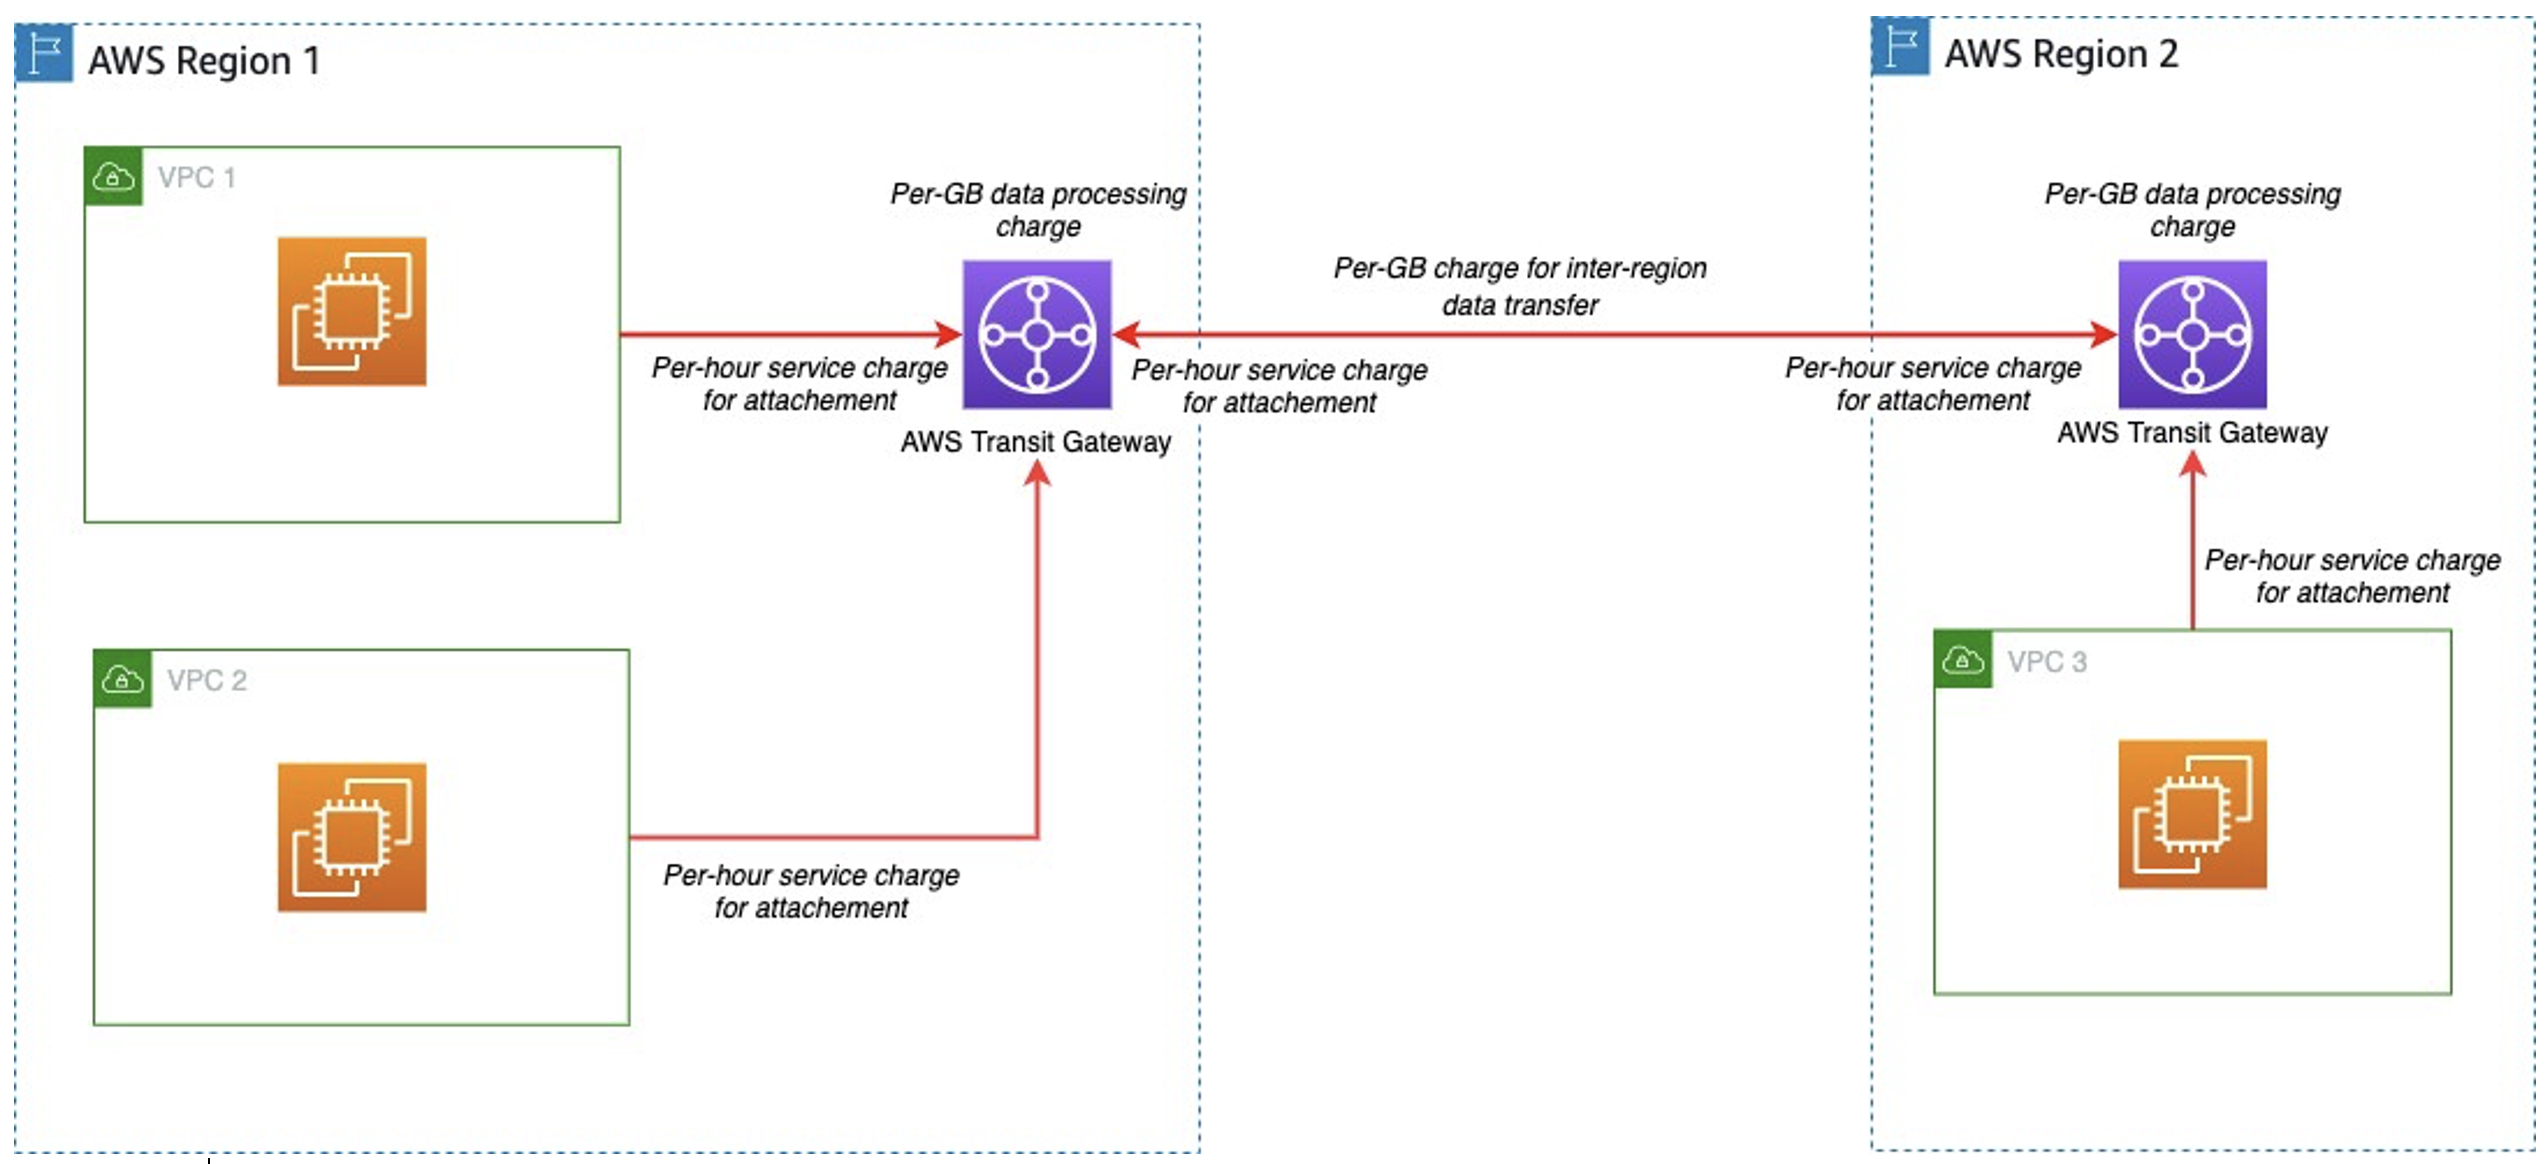 AWS Region 1
VPC 1
Per-GB data processing
charge
Per-hour service charge
for attachement
AWS Transit Gateway
Per-GB charge for inter-region
data transfer
Per-hour service charge
for attachement
VPC 2
Per-hour service charge
for attachement
AWS Region 2
Per-GB data processing
charge
Per-hour service charge
for attachement
AWS Transit Gateway
Per-hour service charge
for attachement
VPC 3